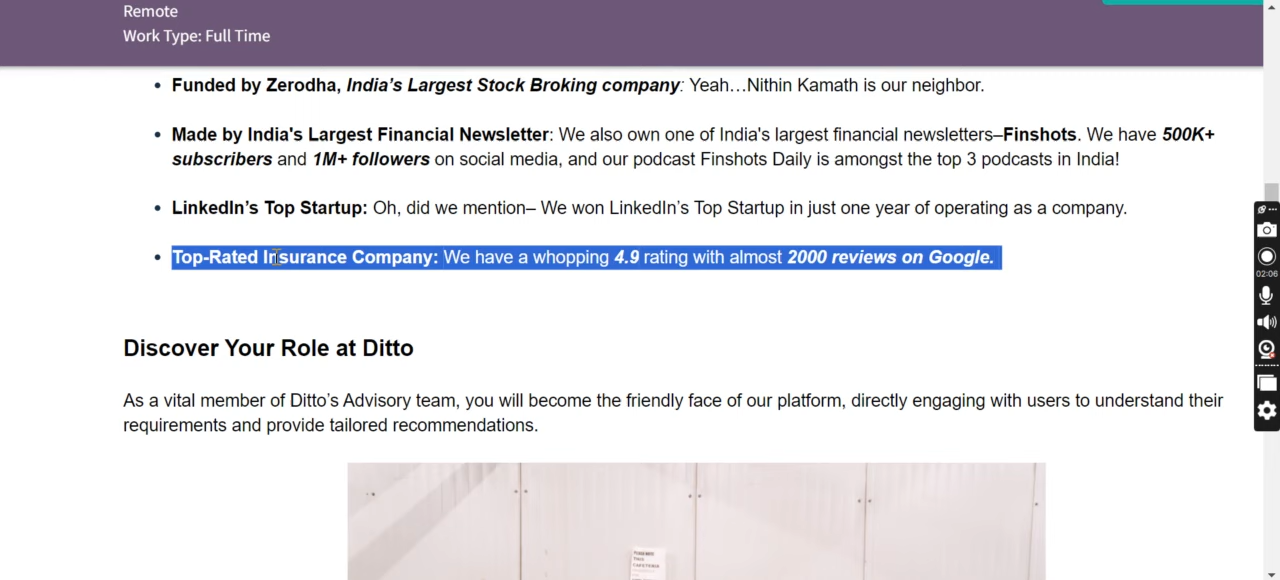 Remote
Work Type: Full Time
• Funded by Zerodha, India’s Largest Stock Broking company: Yeah…Nithin Kamath is our neighbor.
• Made by India's Largest Financial Newsletter: We also own one of India's largest financial newsletters–Finshots. We have 500K+
subscribers and 1M+ followers on social media, and our podcast Finshots Daily is amongst the top 3 podcasts in India!
• LinkedIn’s Top Startup: Oh, did we mention– We won LinkedIn’s Top Startup in just one year of operating as a company.
• Top-Rated Insurance Company: We have a whopping 4.9 rating with almost 2000 reviews on Google.
02:06
Discover Your Role at Ditto
As a vital member of Ditto’s Advisory team, you will become the friendly face of our platform, directly engaging with users to understand their
requirements and provide tailored recommendations.